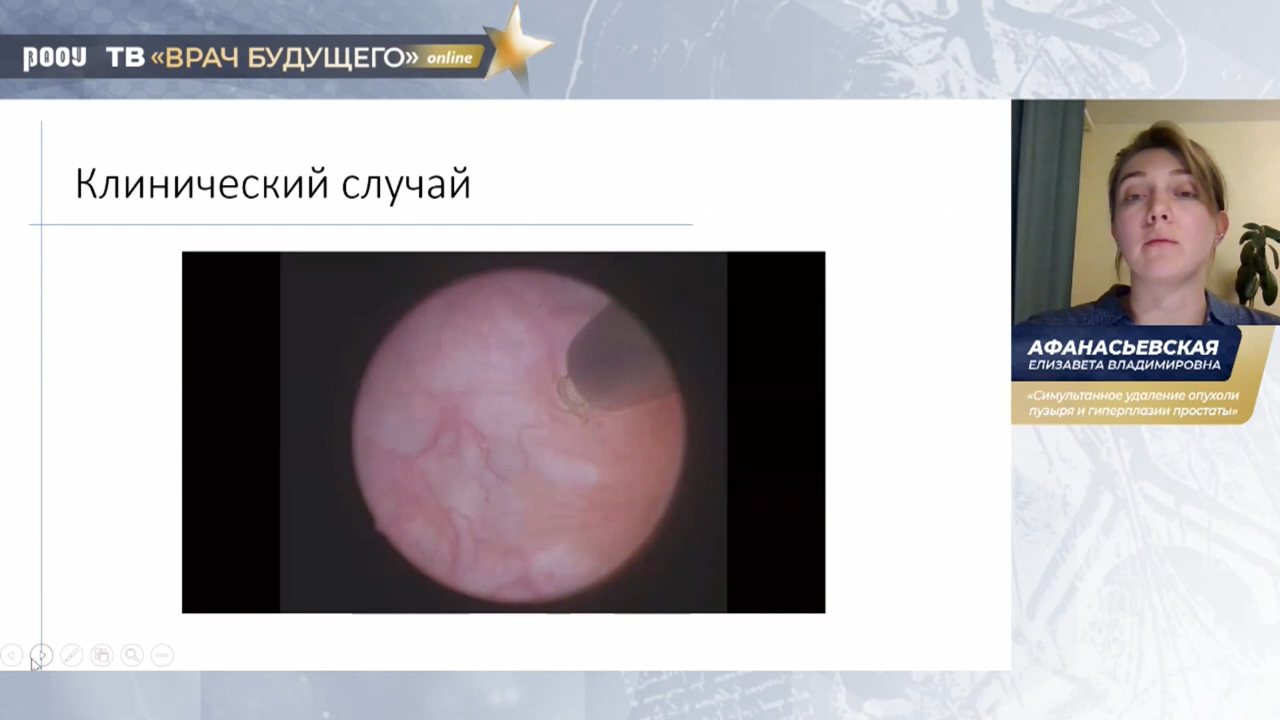 РООУ ТВ «ВРАЧ БУДУЩЕГО» online
Клинический случай
АФАНАСЬЕВСКАЯ
ЕЛИЗАВЕТА ВЛАДИМИРОВНА
«Симультанное удаление опухоли
пузыря и гиперплазии простаты»